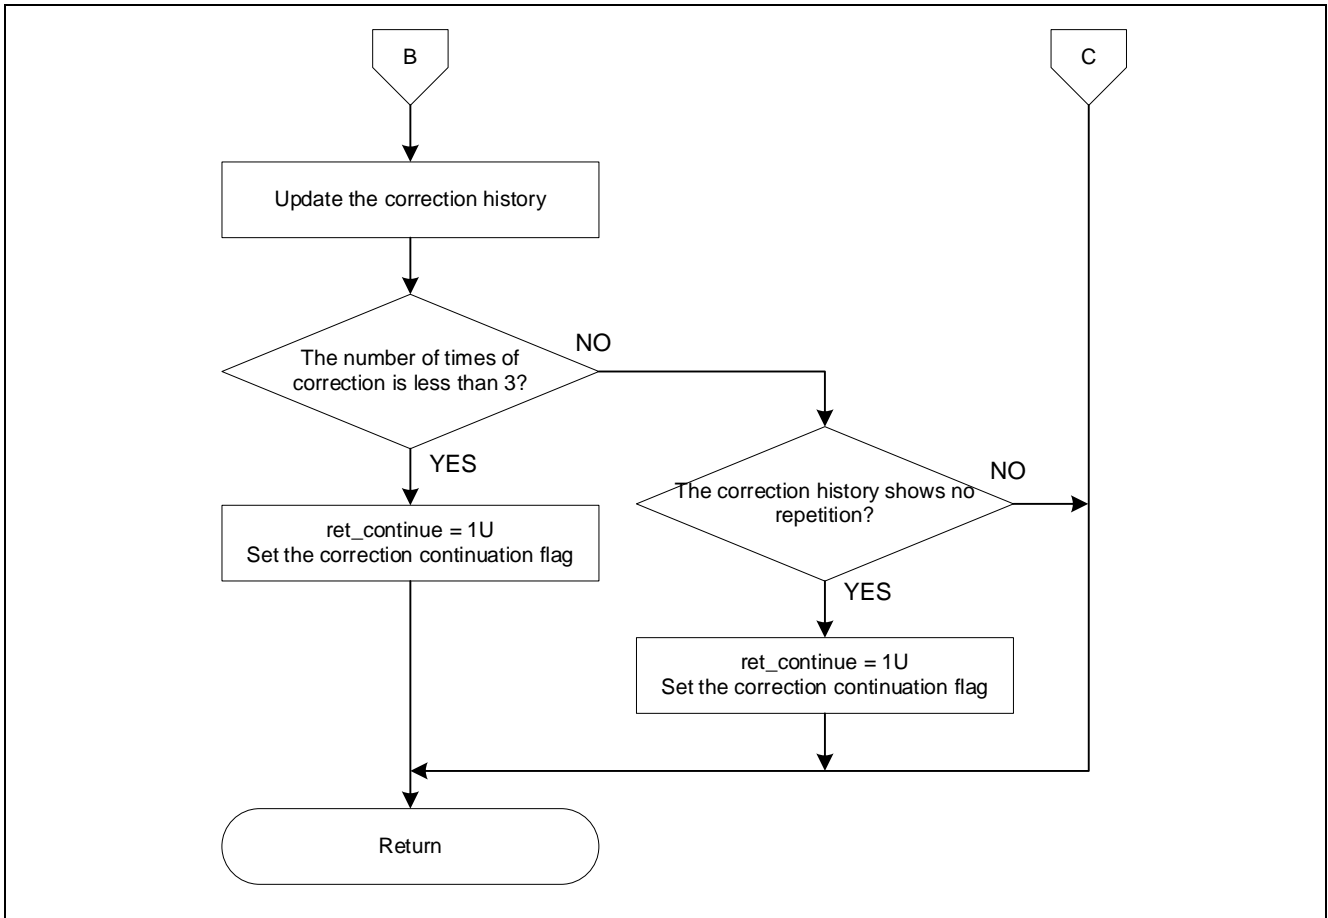 B
C
Update the correction history
The number of times of
correction is less than 3?
NO
YES
ret_continue = 1U
Set the correction continuation flag
The correction history shows no
repetition?
NO
YES
ret_continue = 1U
Set the correction continuation flag
Return